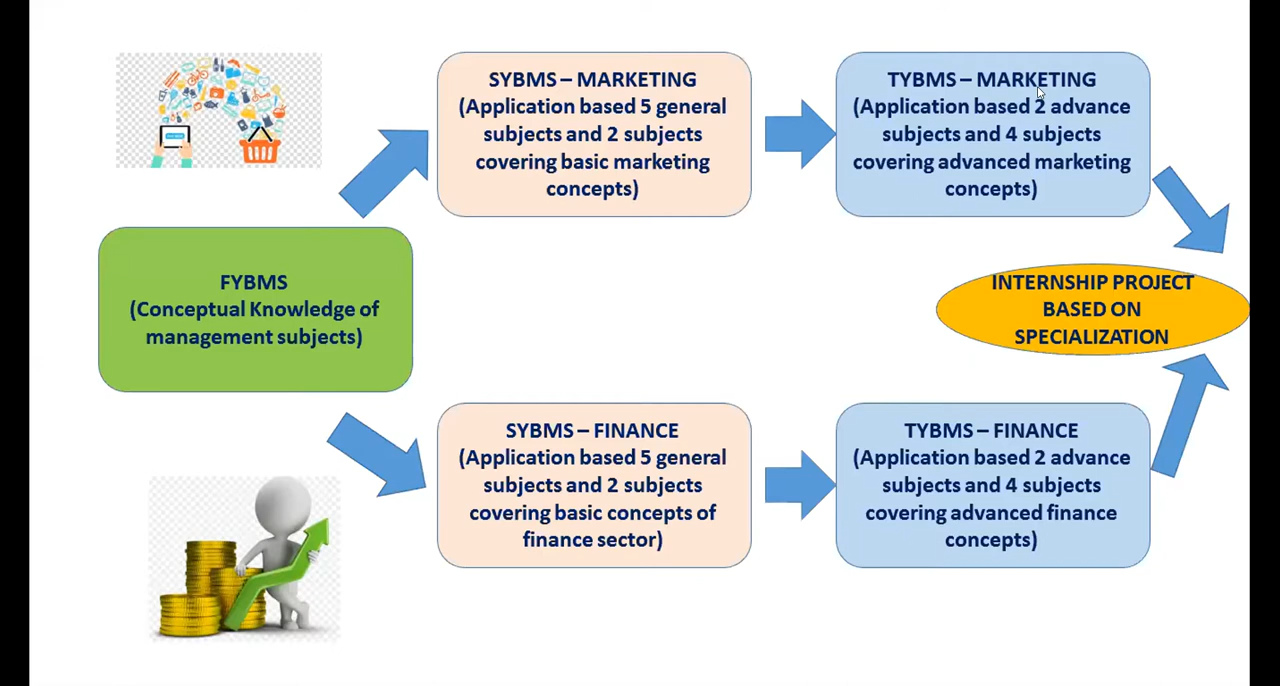 SYBMS – MARKETING
(Application based 5 general
subjects and 2 subjects
covering basic marketing
concepts)
TYBMS – MARKETING
(Application based 2 advance
subjects and 4 subjects
covering advanced marketing
concepts)
FYBMS
(Conceptual Knowledge of
management subjects)
INTERNSHIP PROJECT
BASED ON
SPECIALIZATION
SYBMS – FINANCE
(Application based 5 general
subjects and 2 subjects
covering basic concepts of
finance sector)
TYBMS – FINANCE
(Application based 2 advance
subjects and 4 subjects
covering advanced finance
concepts)